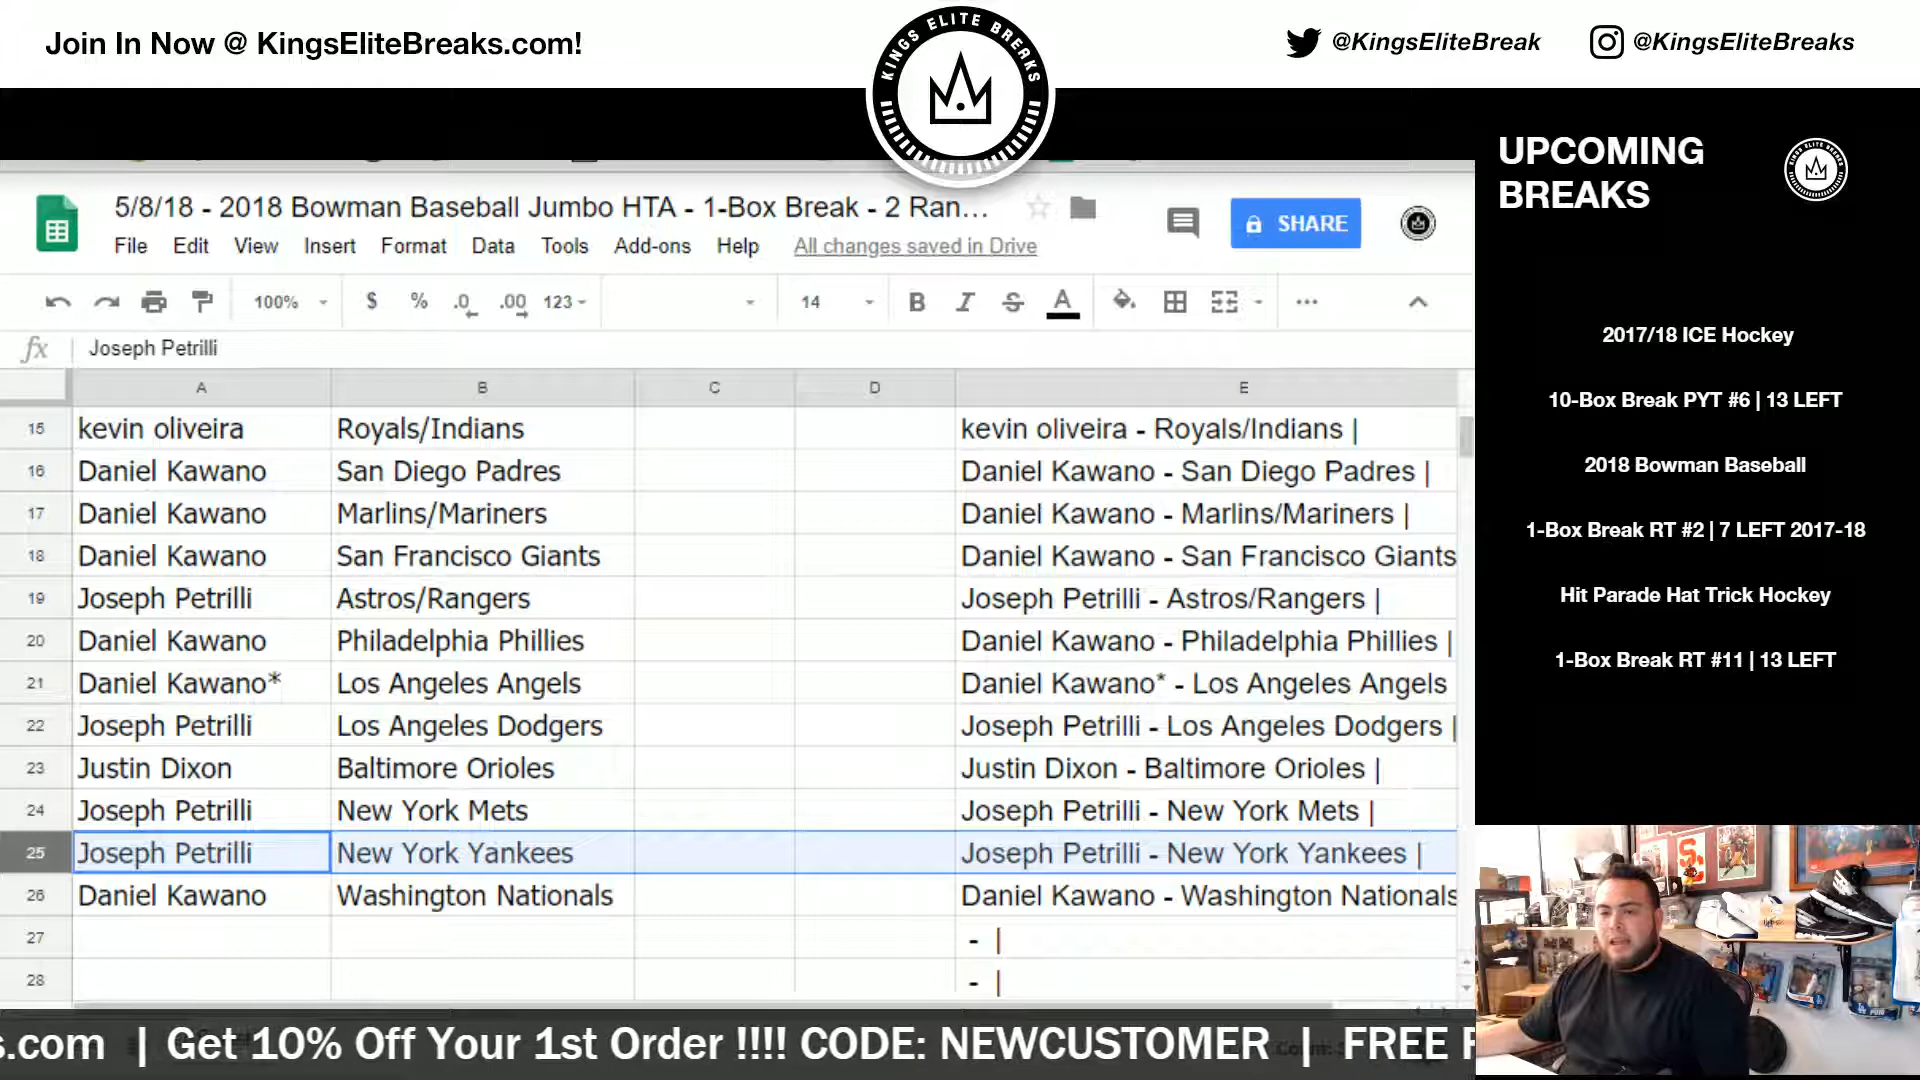 Join In Now @ KingsEliteBreaks.com!
KINGS ELITE BREAKS
@KingsEliteBreak
@KingsEliteBreaks
UPCOMING
BREAKS
KINGS ELITE BREAKS
2017/18 ICE Hockey
10-Box Break PYT #6 | 13 LEFT
2018 Bowman Baseball
1-Box Break RT #2 | 7 LEFT 2017-18
Hit Parade Hat Trick Hockey
1-Box Break RT #11 | 13 LEFT
5/8/18 - 2018 Bowman Baseball Jumbo HTA - 1-Box Break - 2 Ran...
SHARE
File Edit View Insert Format Data Tools Add-ons Help All changes saved in Drive
100% $ % .0 .00 123 14 B I S A ...
fx Joseph Petrilli
A B C D E
15 kevin oliveira Royals/Indians kevin oliveira - Royals/Indians |
16 Daniel Kawano San Diego Padres Daniel Kawano - San Diego Padres |
17 Daniel Kawano Marlins/Mariners Daniel Kawano - Marlins/Mariners |
18 Daniel Kawano San Francisco Giants Daniel Kawano - San Francisco Giants
19 Joseph Petrilli Astros/Rangers Joseph Petrilli - Astros/Rangers |
20 Daniel Kawano Philadelphia Phillies Daniel Kawano - Philadelphia Phillies |
21 Daniel Kawano* Los Angeles Angels Daniel Kawano* - Los Angeles Angels
22 Joseph Petrilli Los Angeles Dodgers Joseph Petrilli - Los Angeles Dodgers |
23 Justin Dixon Baltimore Orioles Justin Dixon - Baltimore Orioles |
24 Joseph Petrilli New York Mets Joseph Petrilli - New York Mets |
25 Joseph Petrilli New York Yankees Joseph Petrilli - New York Yankees |
26 Daniel Kawano Washington Nationals Daniel Kawano - Washington Nationals
27 - |
28 - |
s.com | Get 10% Off Your 1st Order !!!! CODE: NEWCUSTOMER | FREE